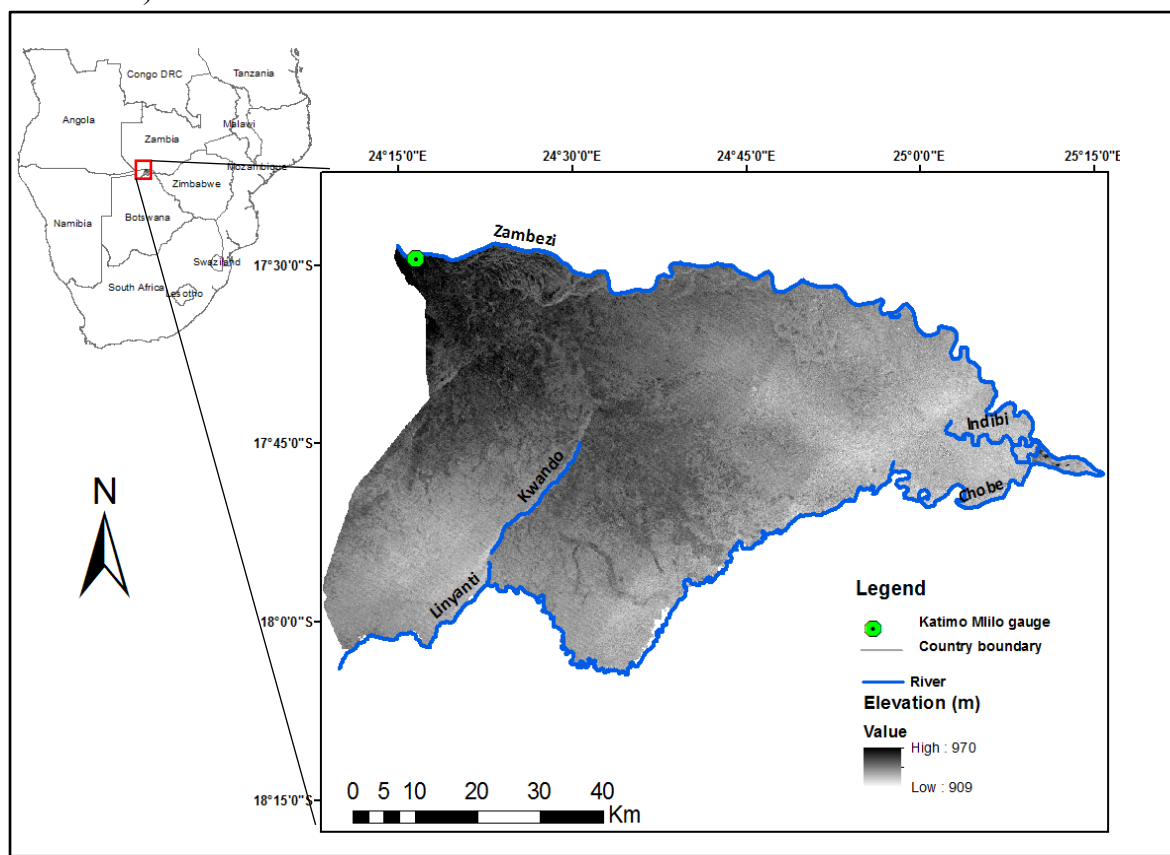 )
Congo DRC
Tanzania
Angola
Malawi
Zambia
Mozambique
Zimbabwe
Namibia
Botswana
Swaziland
South Africa
Lesotho
24°15'0"E
24°30'0"E
24°45'0"E
25°0'0"E
25°15'0"E
17°30'0"S
17°45'0"S
18°0'0"S
18°15'0"S
Zambezi
Indibi
Kwando
Chobe
Linyanti
N
Legend
Katimo Mlilo gauge
Country boundary
River
Elevation (m)
Value
High : 970
Low : 909
0 5 10 20 30 40
Km